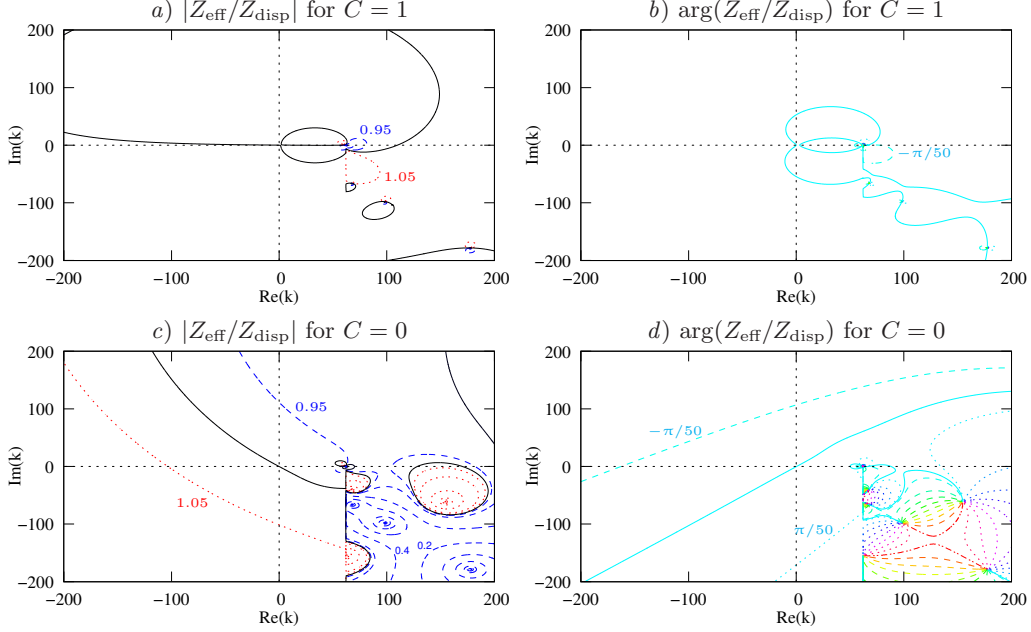 a) |Z_eff/Z_disp| for C = 1
b) arg(Z_eff/Z_disp) for C = 1
200
100
0
−100
−200
−200 −100 0 100 200
Im(k)
Re(k)
0.95
1.05
200
100
0
−100
−200
−200 −100 0 100 200
Im(k)
Re(k)
−π/50
c) |Z_eff/Z_disp| for C = 0
d) arg(Z_eff/Z_disp) for C = 0
200
100
0
−100
−200
−200 −100 0 100 200
Im(k)
Re(k)
0.95
1.05
0.4 0.2
200
100
0
−100
−200
−200 −100 0 100 200
Im(k)
Re(k)
−π/50
π/50